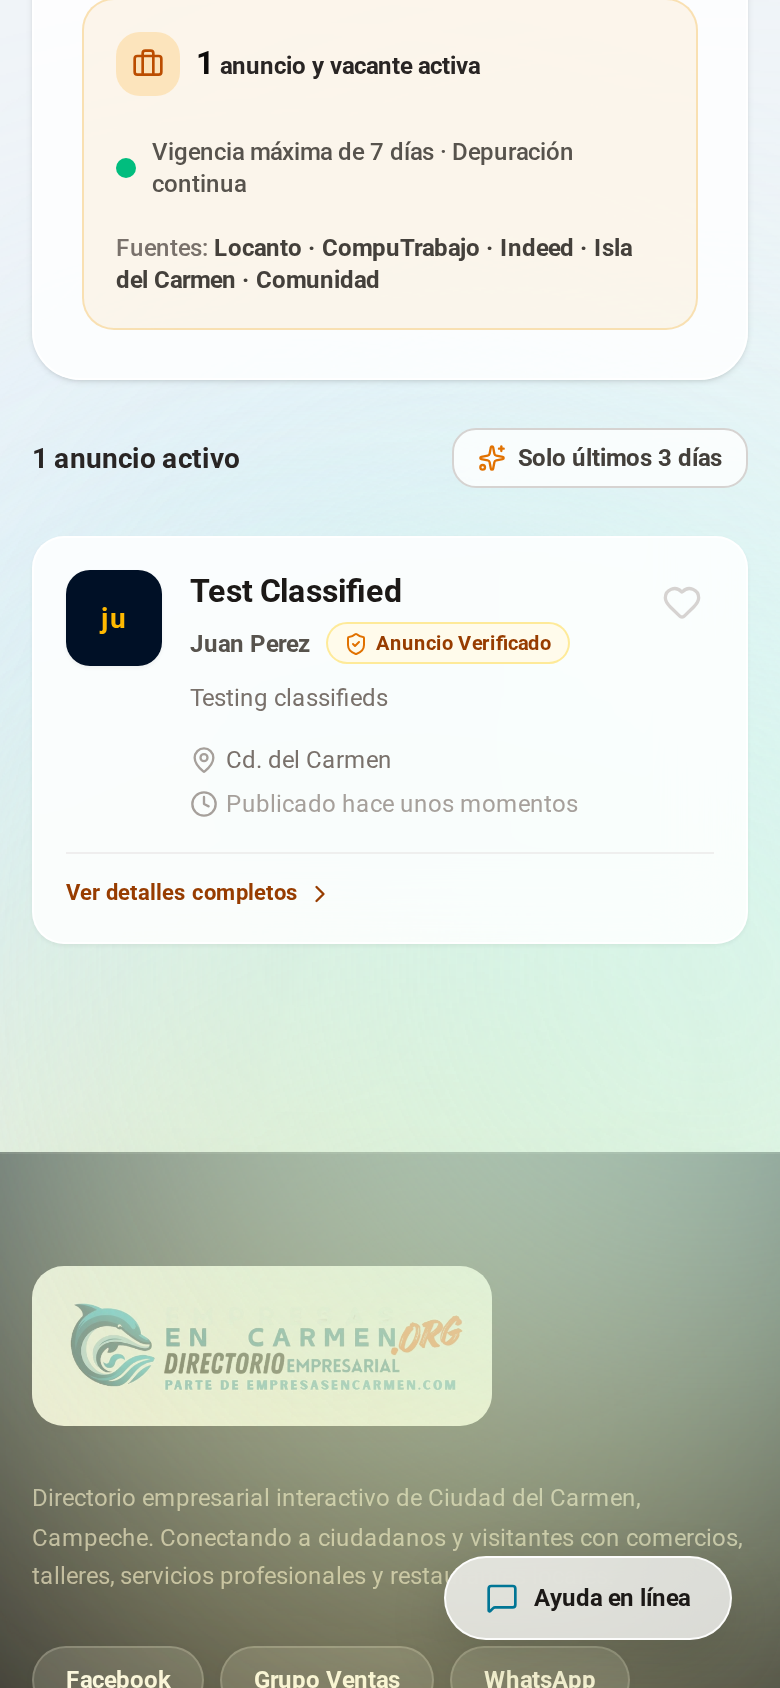 1 anuncio y vacante activa
Vigencia máxima de 7 días · Depuración
continua
Fuentes: Locanto · CompuTrabajo · Indeed · Isla
del Carmen · Comunidad
1 anuncio activo
Solo últimos 3 días
ju
Test Classified
Juan Perez
Anuncio Verificado
Testing classifieds
Cd. del Carmen
Publicado hace unos momentos
Ver detalles completos
EN CARMEN.ORG
DIRECTORIO EMPRESARIAL
PARTE DE EMPRESASENCARMEN.COM
Directorio empresarial interactivo de Ciudad del Carmen,
Campeche. Conectando a ciudadanos y visitantes con comercios,
talleres, servicios profesionales y
Ayuda en línea
Facebook
Grupo Ventas
WhatsApp